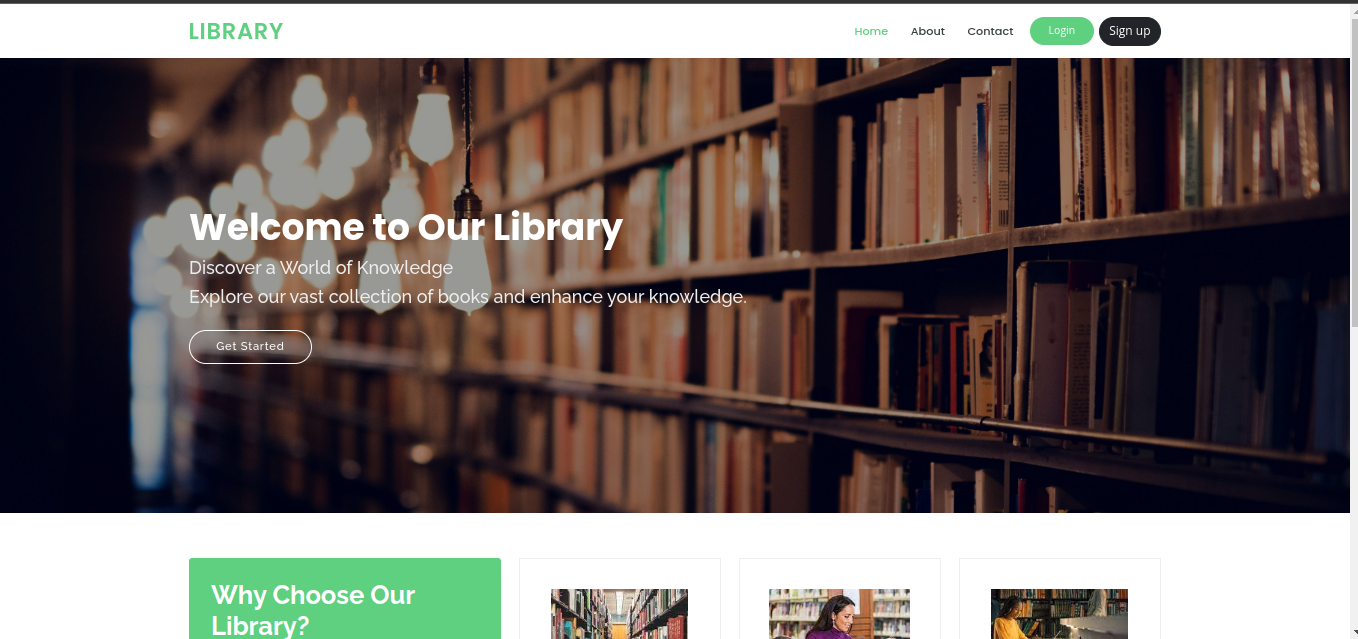 LIBRARY
Home
About
Contact
Login
Sign up
Welcome to Our Library
Discover a World of Knowledge
Explore our vast collection of books and enhance your knowledge.
Get Started
Why Choose Our
Library?